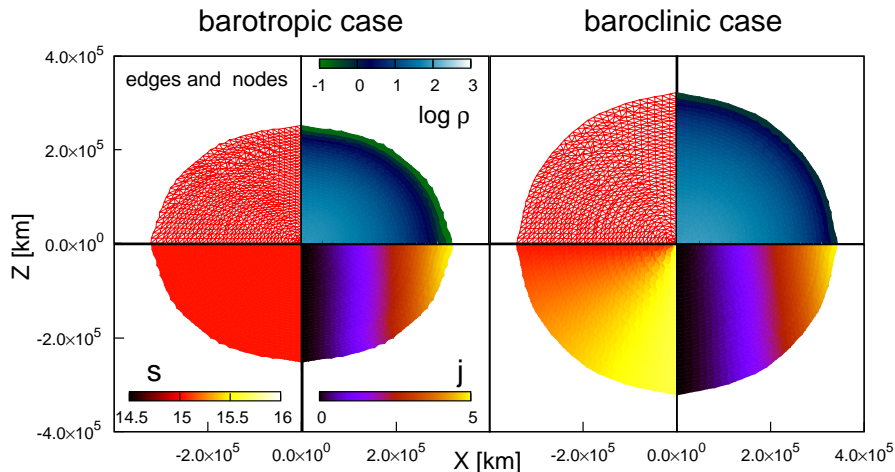 barotropic case
baroclinic case
4.0×10⁵
2.0×10⁵
0.0×10⁰
-2.0×10⁵
-4.0×10⁵
Z [km]
edges and nodes
-1 0 1 2 3
log ρ
s
14.5 15 15.5 16
j
0 5
-2.0×10⁵ 0.0×10⁰ 2.0×10⁵ -2.0×10⁵ 0.0×10⁰ 2.0×10⁵ 4.0×10⁵
X [km]